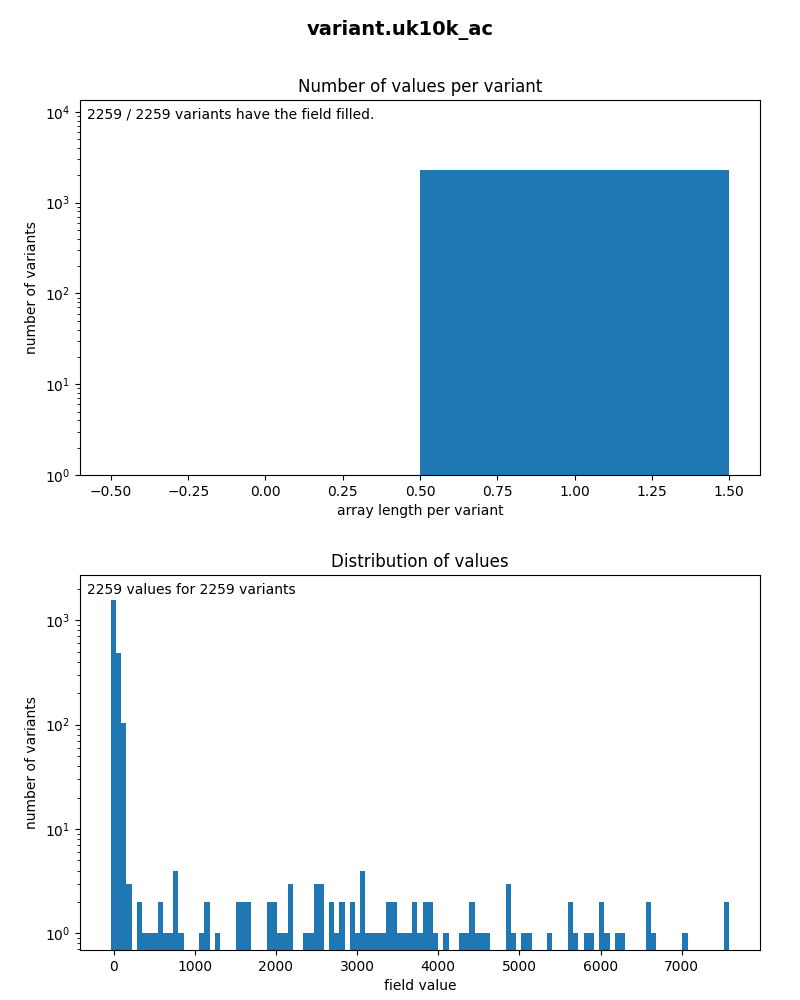 variant.uk10k_ac
Number of values per variant
2259 / 2259 variants have the field filled.
number of variants
10⁴
10³
10²
10¹
10⁰
−0.50 −0.25 0.00 0.25 0.50 0.75 1.00 1.25 1.50
array length per variant
Distribution of values
2259 values for 2259 variants
number of variants
10³
10²
10¹
10⁰
0 1000 2000 3000 4000 5000 6000 7000
field value